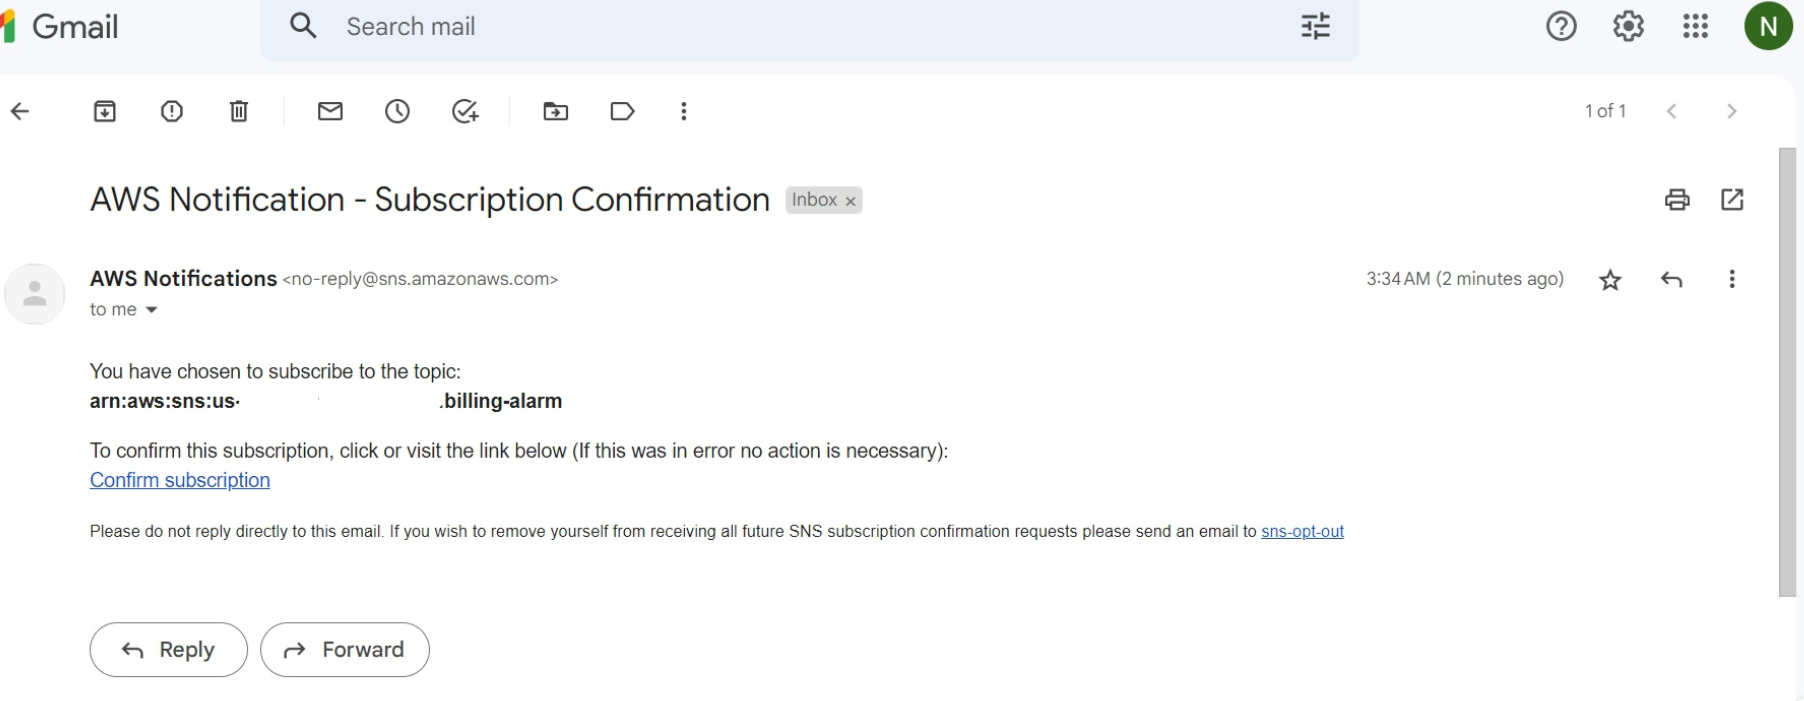 Gmail
Search mail
N
1 of 1
AWS Notification - Subscription Confirmation Inbox ×
AWS Notifications <no-reply@sns.amazonaws.com> 3:34 AM (2 minutes ago)
to me
You have chosen to subscribe to the topic:
arn:aws:sns:us- .billing-alarm
To confirm this subscription, click or visit the link below (If this was in error no action is necessary):
Confirm subscription
Please do not reply directly to this email. If you wish to remove yourself from receiving all future SNS subscription confirmation requests please send an email to sns-opt-out
Reply Forward